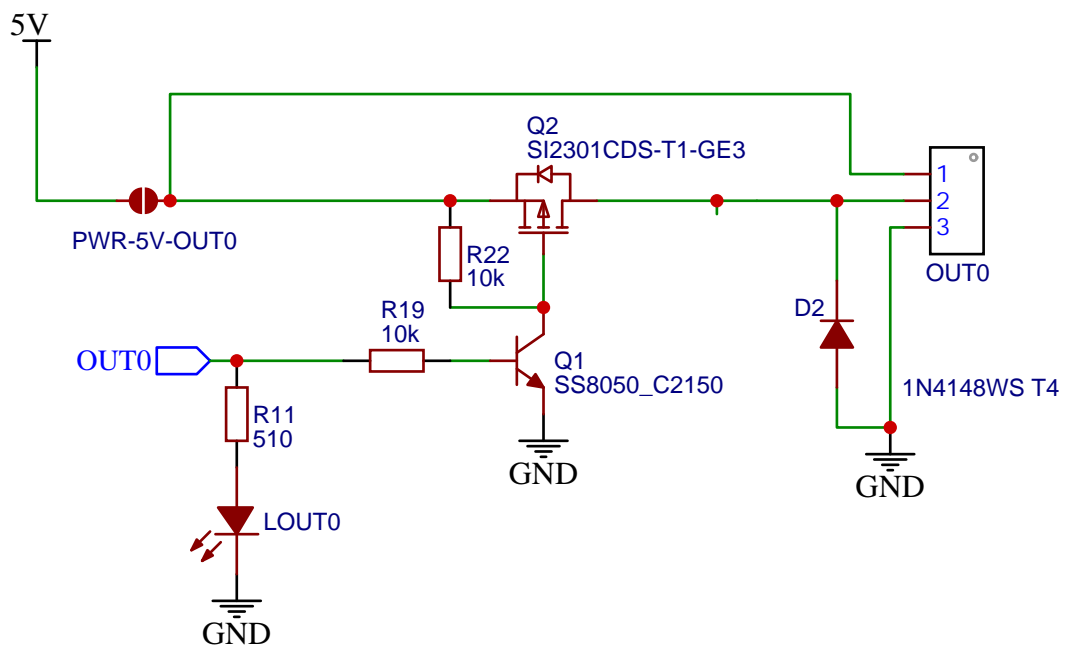 5V
Q2
SI2301CDS-T1-GE3
1
2
3
PWR-5V-OUT0
R22
10k
OUT0
R19
10k
D2
OUT0
Q1
SS8050_C2150
1N4148WS T4
R11
510
GND
GND
LOUT0
GND